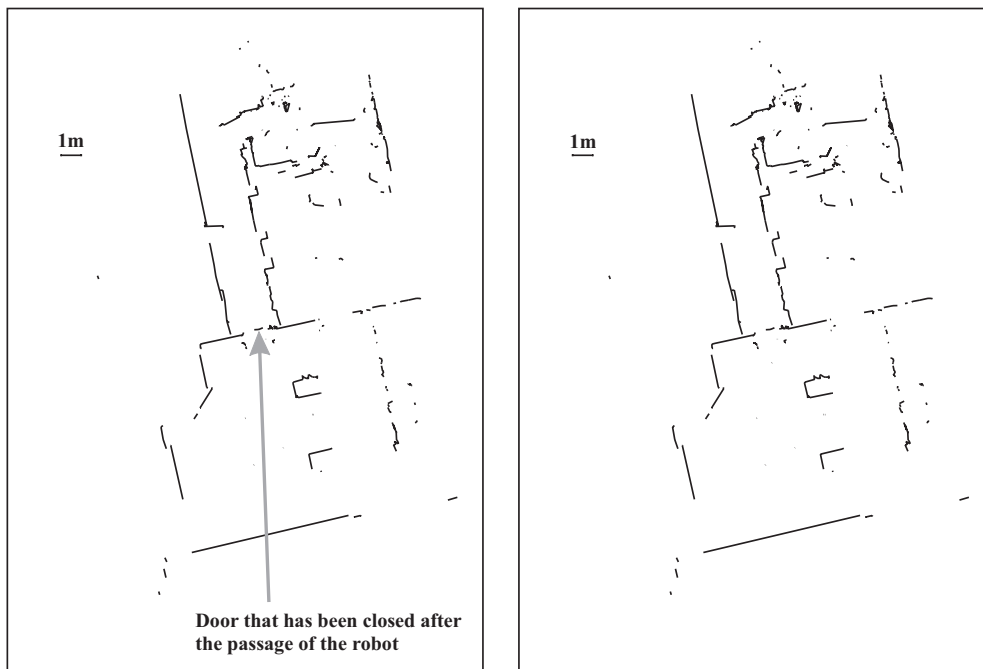 1m
Door that has been closed after
the passage of the robot
1m